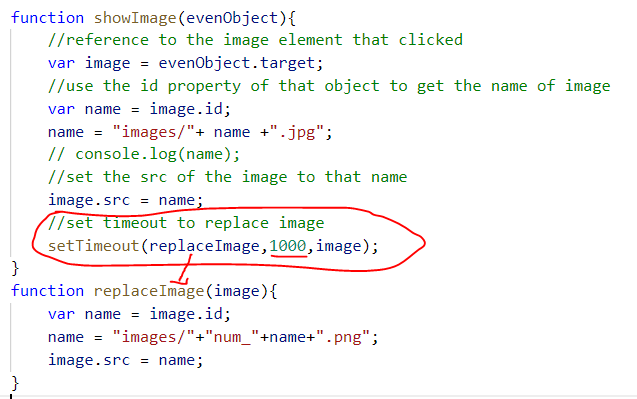 function showImage(evenObject){
//reference to the image element that clicked
var image = evenObject.target;
//use the id property of that object to get the name of image
var name = image.id;
name = "images/"+ name +".jpg";
// console.log(name);
//set the src of the image to that name
image.src = name;
//set timeout to replace image
setTimeout(replaceImage,1000,image);
}
function replaceImage(image){
var name = image.id;
name = "images/"+"num_"+name+".png";
image.src = name;
}